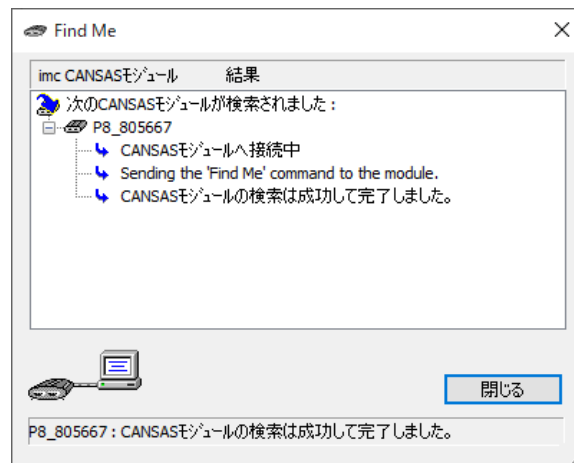 Find Me
imc CANSASﾓｼﾞｭｰﾙ 結果
次のCANSASﾓｼﾞｭｰﾙが検索されました :
P8_805667
CANSASﾓｼﾞｭｰﾙへ接続中
Sending the 'Find Me' command to the module.
CANSASﾓｼﾞｭｰﾙの検索は成功して完了しました。
閉じる
P8_805667 : CANSASﾓｼﾞｭｰﾙの検索は成功して完了しました。